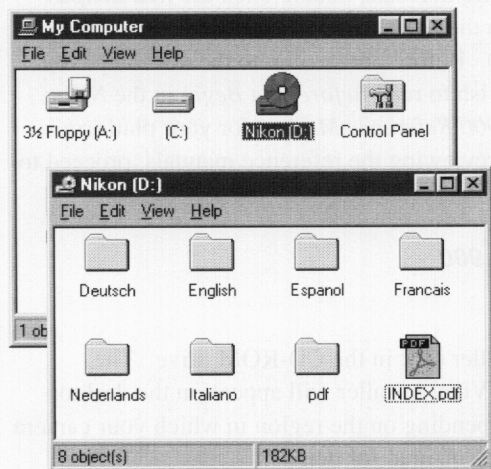 My Computer
File Edit View Help
3½ Floppy (A:) (C:) Nikon (D:) Control Panel
Nikon (D:)
File Edit View Help
Deutsch English Espanol Francais
PDF
Nederlands Italiano pdf INDEX.pdf
1 ob
8 object(s) 182KB